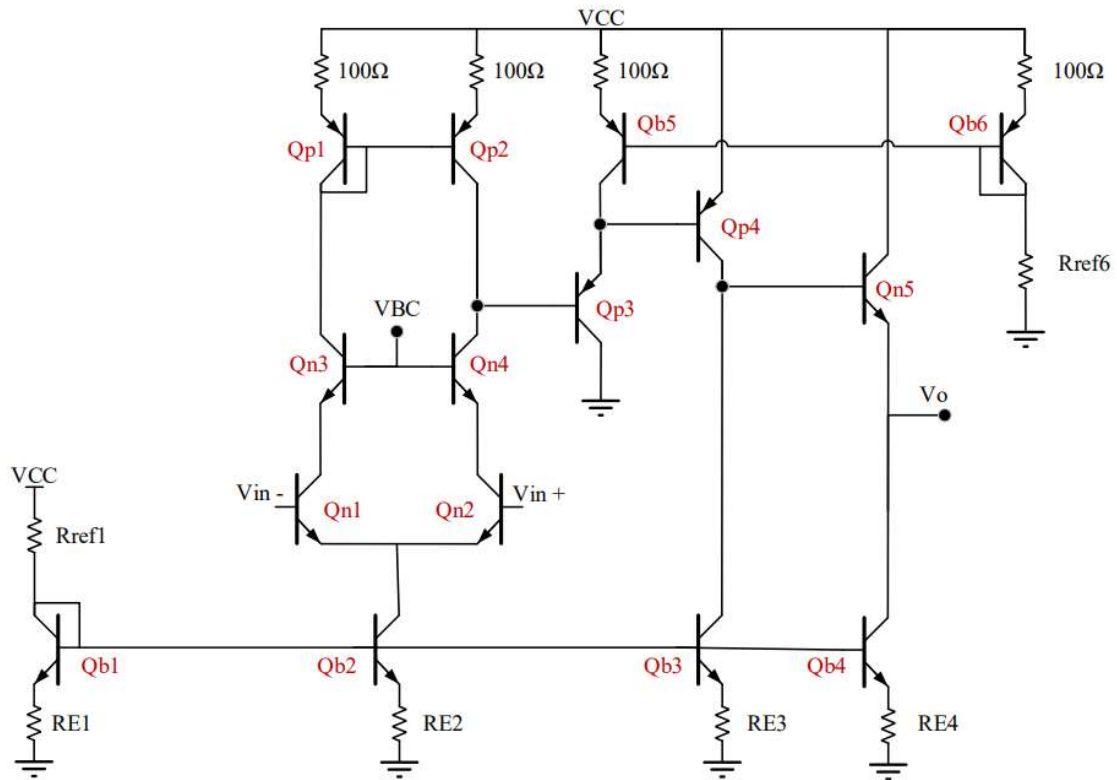 VCC
100Ω
100Ω
100Ω
100Ω
Qp1
Qp2
Qb5
Qb6
Qp4
Rref6
VBC
Qp3
Qn5
Qn3
Qn4
Vo
VCC
Vin -
Qn1
Qn2
Vin +
Rref1
Qb1
Qb2
Qb3
Qb4
RE1
RE2
RE3
RE4